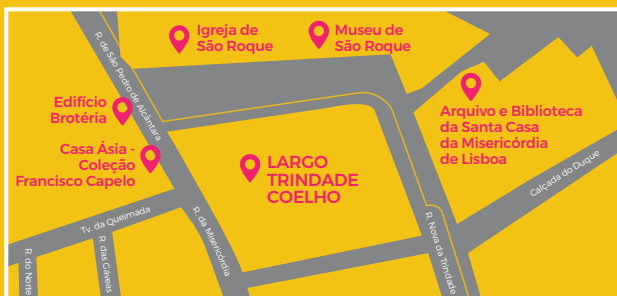 Igreja de
São Roque
Museu de
São Roque
R. de São Pedro de Alcântara
Edifício
Brotéria
Arquivo e Biblioteca
da Santa Casa
da Misericórdia
de Lisboa
Casa Ásia -
Coleção
Francisco Capelo
LARGO
TRINDADE
COELHO
Calçada do Duque
Tv. da Queimada
R. da Misericórdia
R. Nova da Trindade
R. do Norte
R. das Gáveas